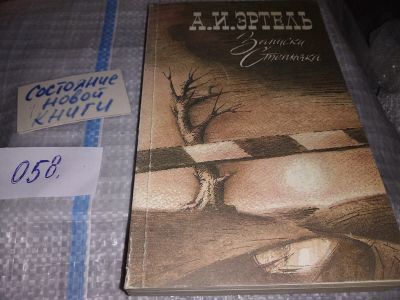 А.И.ЭРТЕЛЬ
Записки
Степняка
Состояние
новой
книги
058.